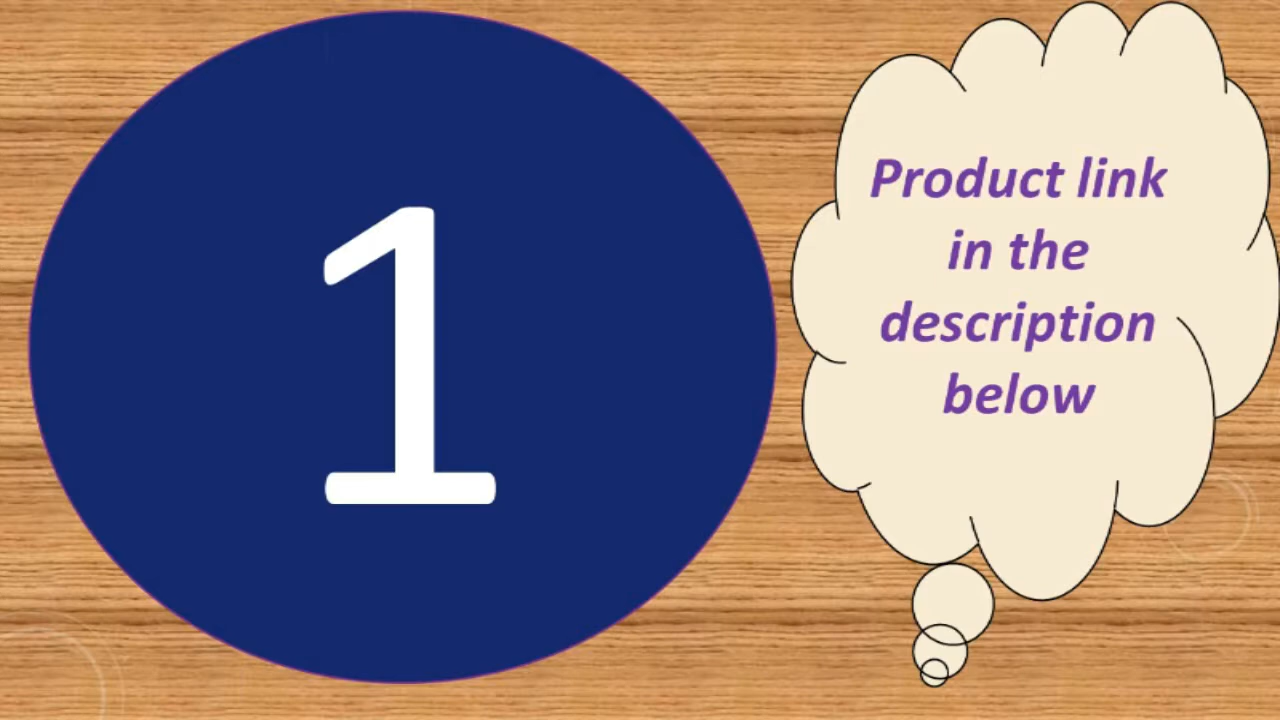 1
Product link
in the
description
below